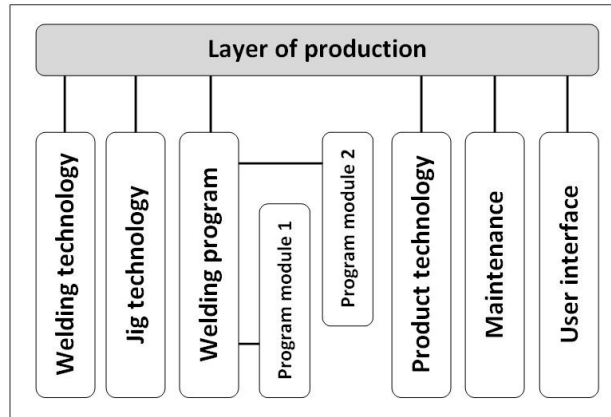 Layer of production
Welding technology
Jig technology
Welding program
Program module 1
Program module 2
Product technology
Maintenance
User interface